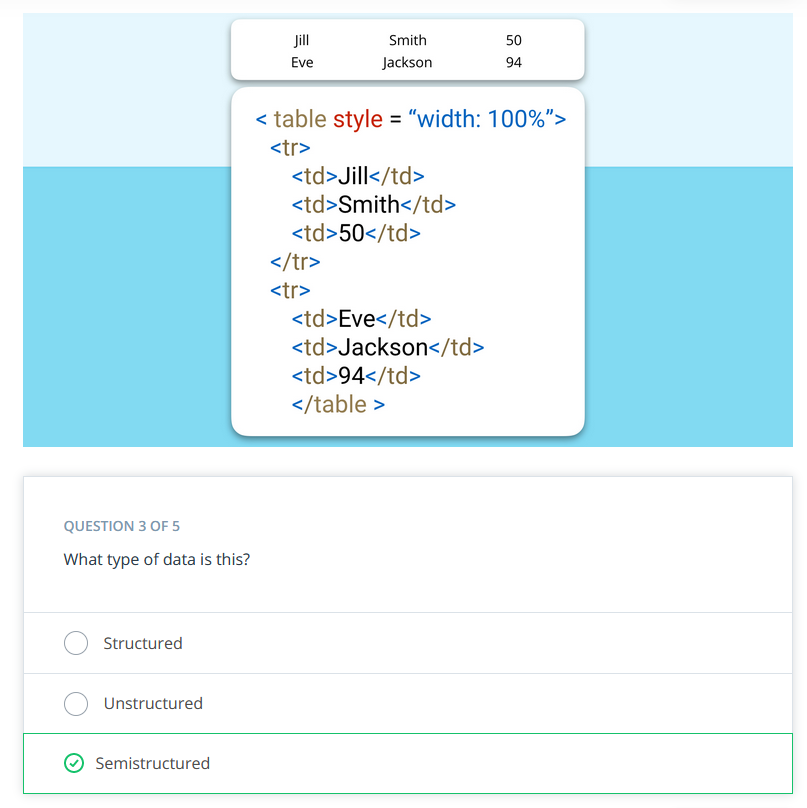 Jill Smith 50
Eve Jackson 94
< table style = “width: 100%”>
<tr>
<td>Jill</td>
<td>Smith</td>
<td>50</td>
</tr>
<tr>
<td>Eve</td>
<td>Jackson</td>
<td>94</td>
</table >
QUESTION 3 OF 5
What type of data is this?
Structured
Unstructured
Semistructured